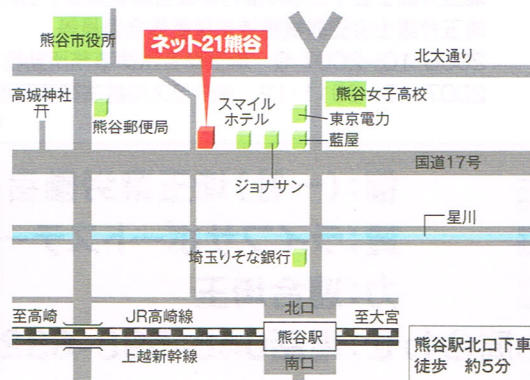 熊谷市役所
ネット21熊谷
北大通り
高城神社
熊谷郵便局
スマイル
ホテル
熊谷女子高校
東京電力
藍屋
国道17号
ジョナサン
星川
埼玉りそな銀行
北口
至高崎
JR高崎線
至大宮
熊谷駅
上越新幹線
南口
熊谷駅北口下車
徒歩 約5分